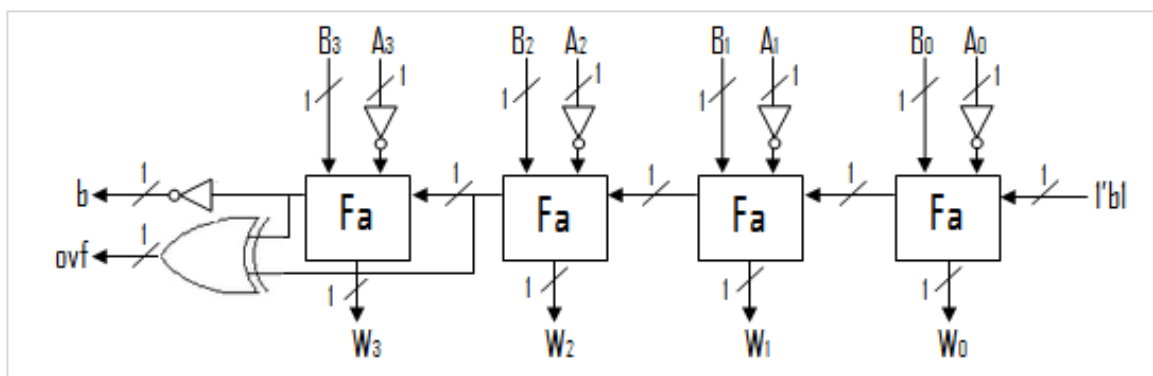 B3 A3 B2 A2 B1 A1 B0 A0
1 1 1 1 1 1 1 1
b 1 Fa 1 Fa 1 Fa 1 Fa 1 1'b1
ovf 1
1 1 1 1
W3 W2 W1 W0